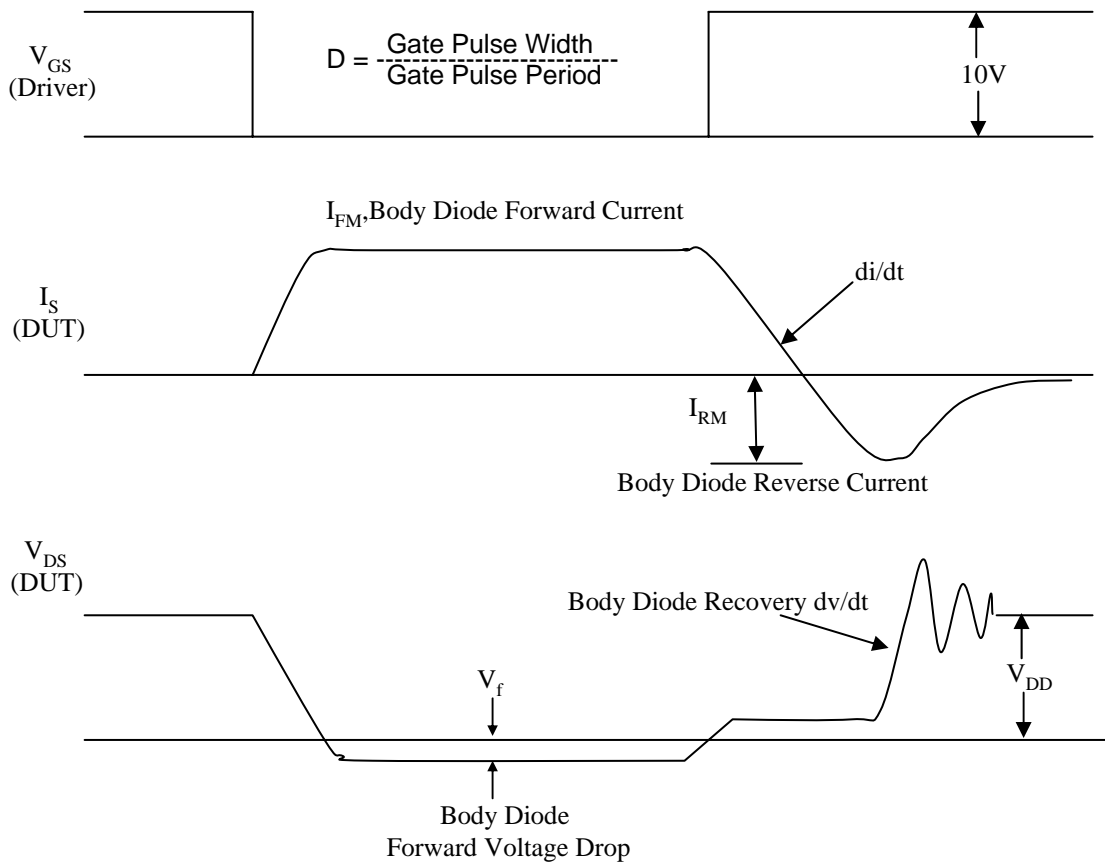 V_GS
(Driver)
D = Gate Pulse Width
Gate Pulse Period
10V
I_FM,Body Diode Forward Current
di/dt
I_S
(DUT)
I_RM
Body Diode Reverse Current
V_DS
(DUT)
Body Diode Recovery dv/dt
V_f
V_DD
Body Diode
Forward Voltage Drop